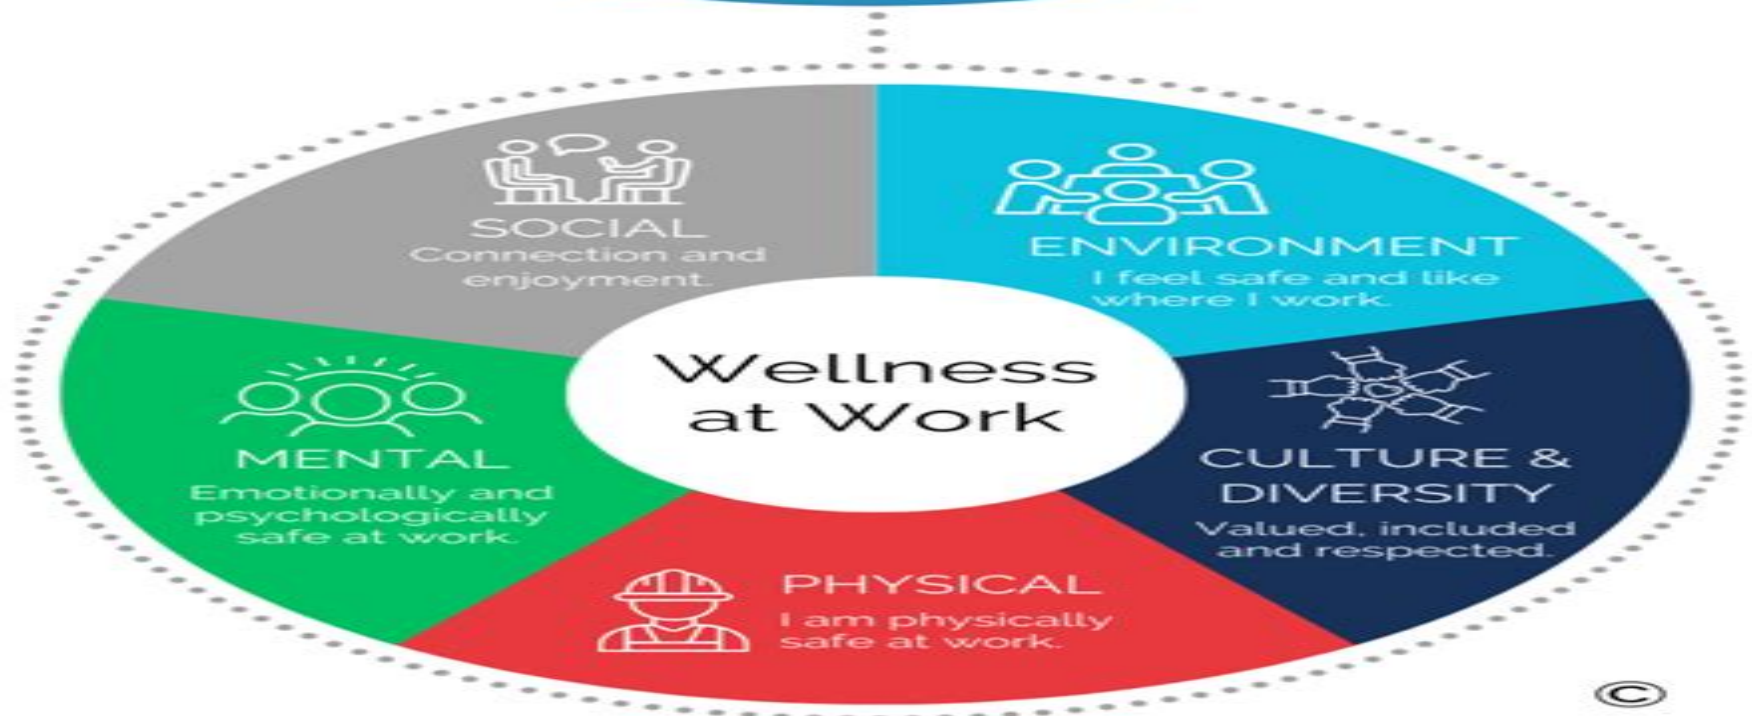 SOCIAL
Connection and
enjoyment.
ENVIRONMENT
I feel safe and like
where I work.
Wellness
at Work
MENTAL
Emotionally and
psychologically
safe at work.
CULTURE &
DIVERSITY
Valued, included
and respected.
PHYSICAL
I am physically
safe at work.
©